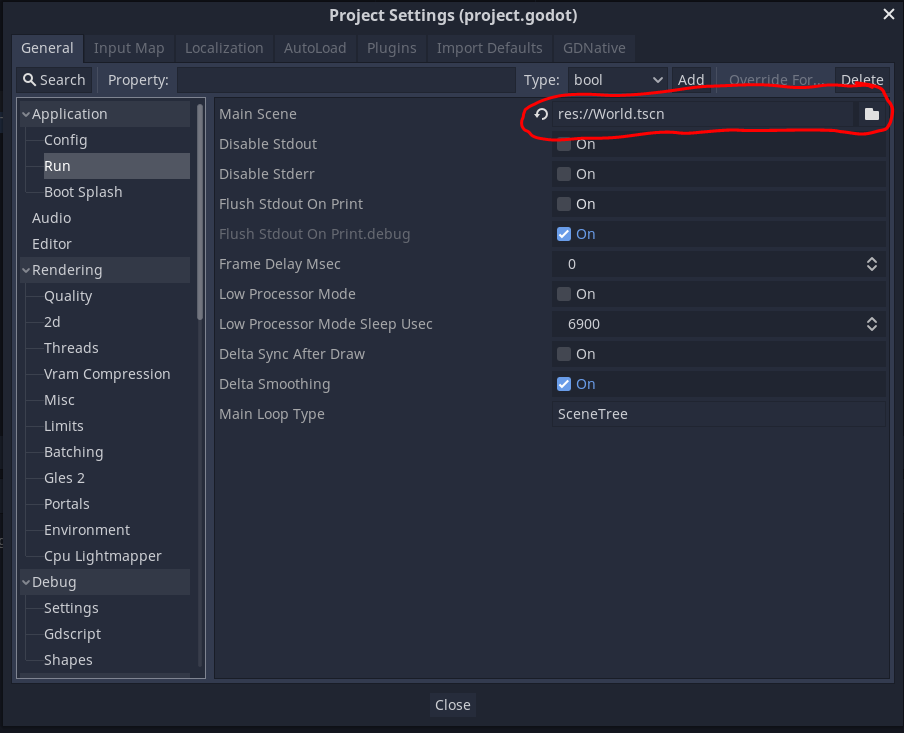 Project Settings (project.godot)
General Input Map Localization AutoLoad Plugins Import Defaults GDNative
Search Property: Type: bool Add Override For... Delete
Application
Config
Run
Boot Splash
Audio
Editor
Rendering
Quality
2d
Threads
Vram Compression
Misc
Limits
Batching
Gles 2
Portals
Environment
Cpu Lightmapper
Debug
Settings
Gdscript
Shapes
Main Scene res://World.tscn
Disable Stdout On
Disable Stderr On
Flush Stdout On Print On
Flush Stdout On Print.debug On
Frame Delay Msec 0
Low Processor Mode On
Low Processor Mode Sleep Usec 6900
Delta Sync After Draw On
Delta Smoothing On
Main Loop Type SceneTree
Close